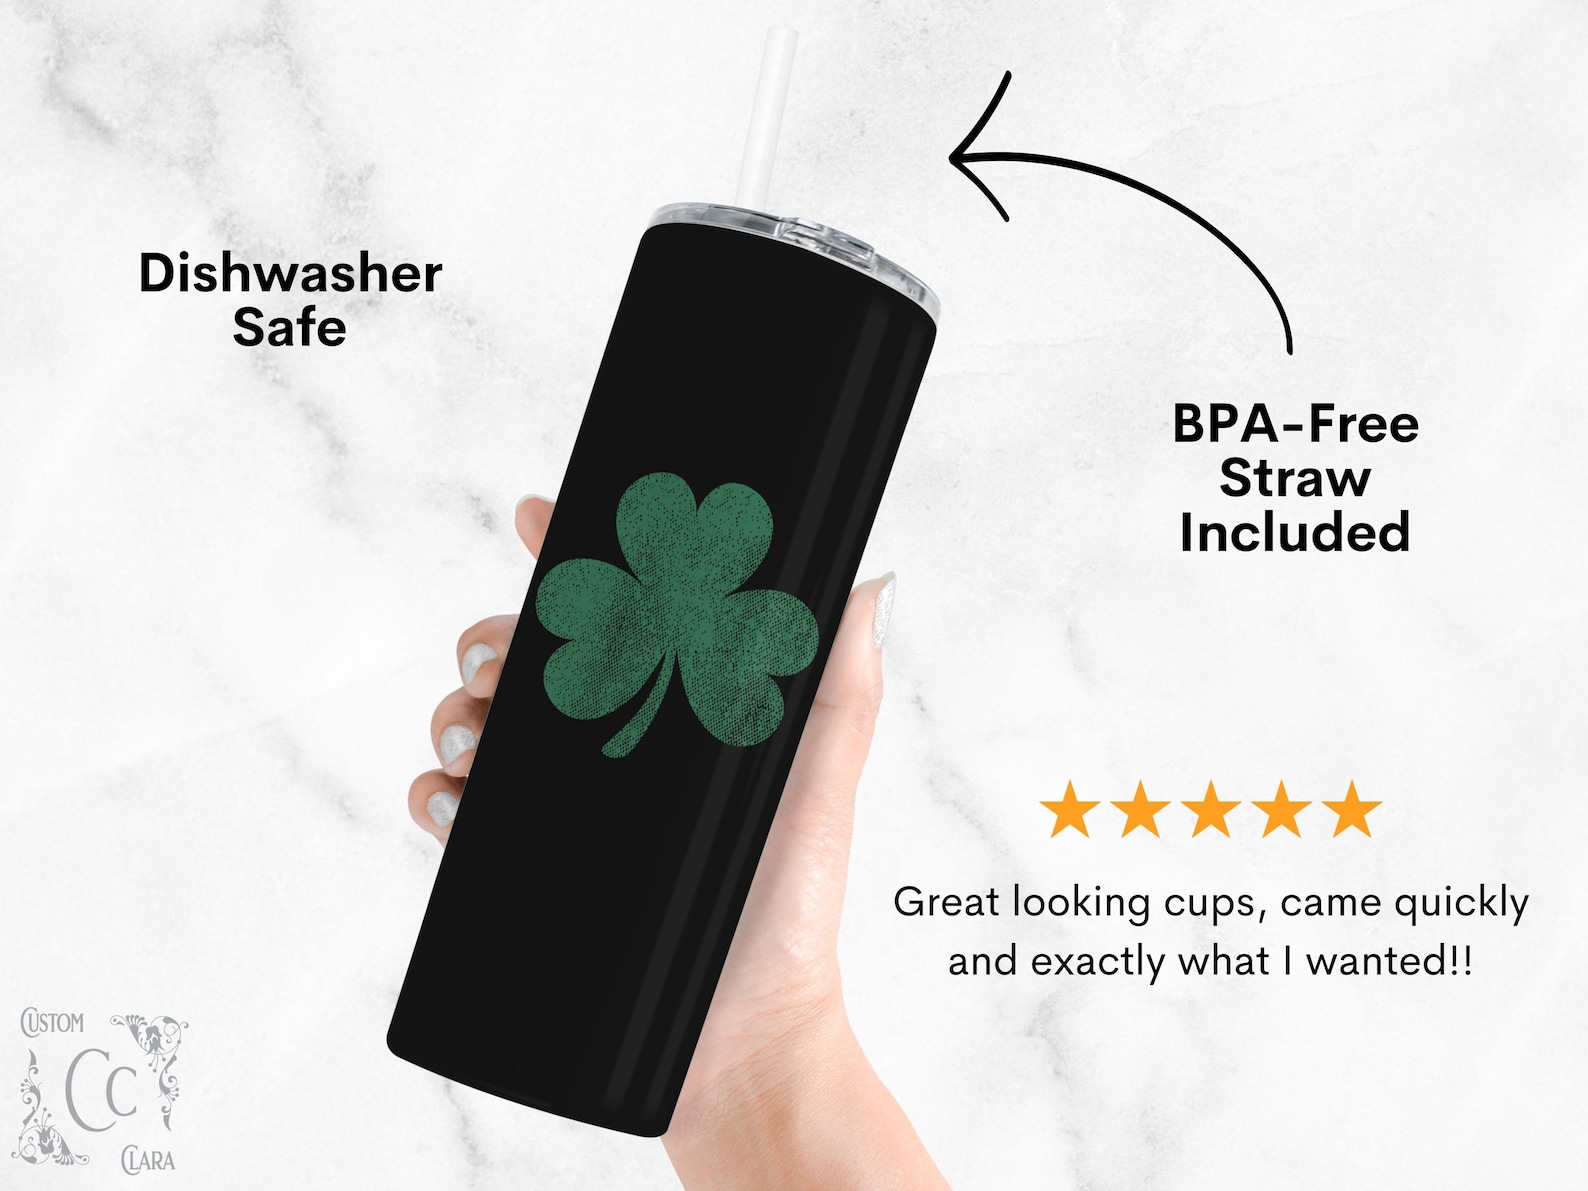 Dishwasher
Safe
BPA-Free
Straw
Included
Great looking cups, came quickly
and exactly what I wanted!!
Custom
Cc
Clara